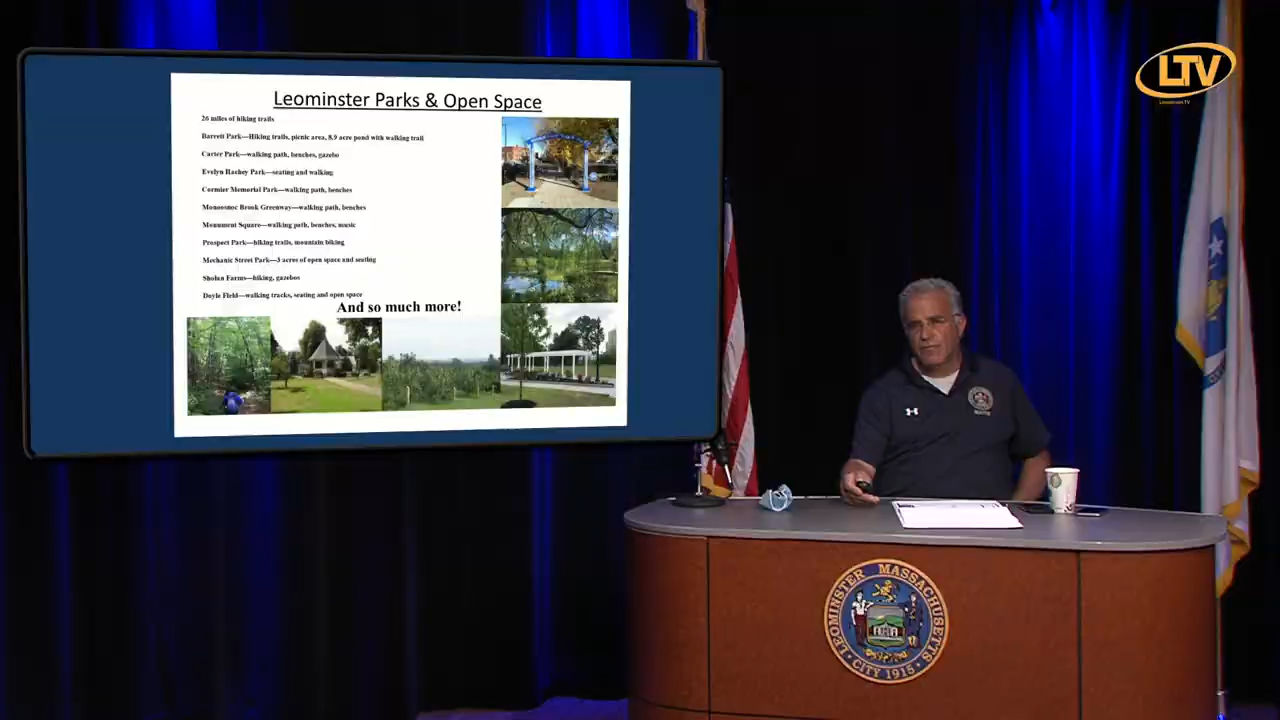 Leominster Parks & Open Space
26 miles of hiking trails
Barrett Park—Hiking trails, picnic area, 8.9 acre pond with walking trail
Carter Park—walking path, benches, gazebo
Evelyn Hachey Park—seating and walking
Cormier Memorial Park—walking path, benches
Monoosnoc Brook Greenway—walking path, benches
Monument Square—walking path, benches, music
Prospect Park—hiking trails, mountain biking
Mechanic Street Park—3 acres of open space and seating
Sholan Farms—hiking, gazebos
Doyle Field—walking tracks, seating and open space
And so much more!
LTV
Leominster.TV
LEOMINSTER MASSACHUSETTS
CITY 1915